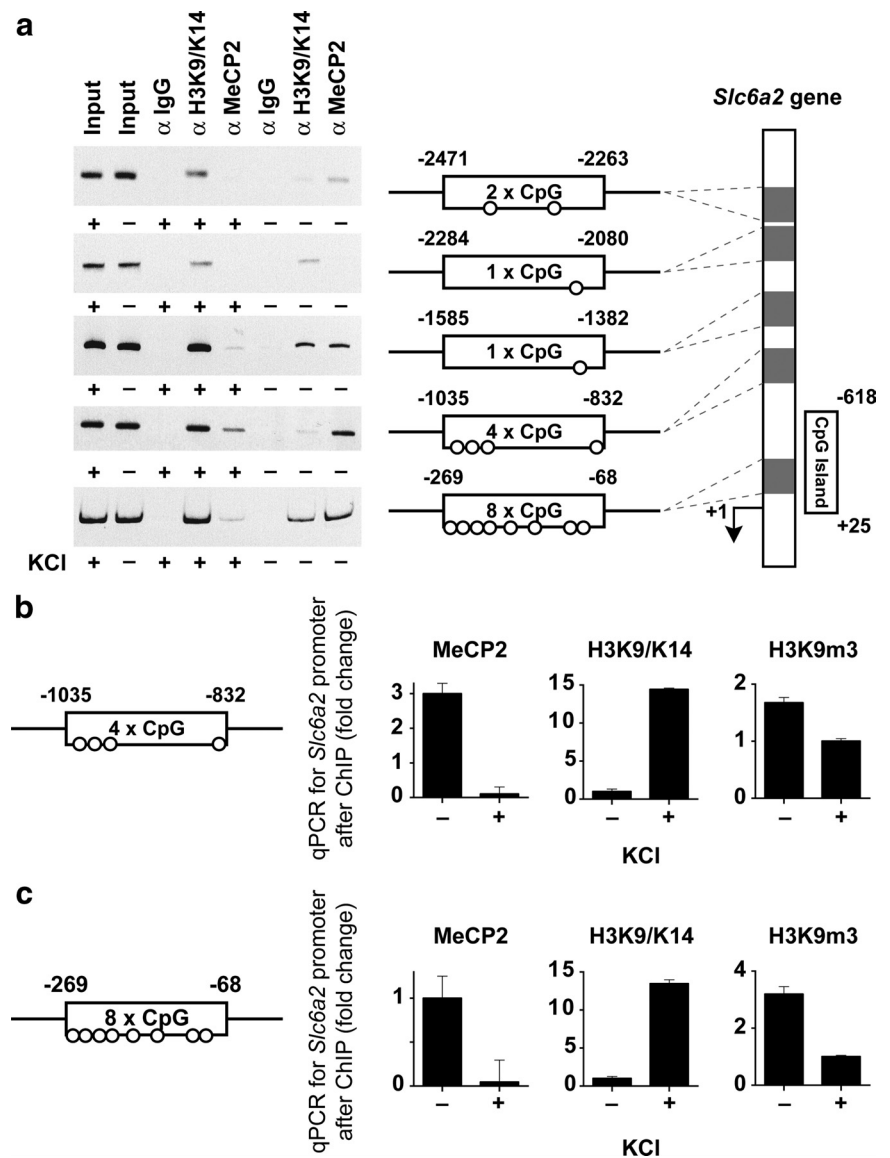 a
Input
Input
α IgG
α H3K9/K14
α MeCP2
α IgG
α H3K9/K14
α MeCP2
+ − + + + − − −
+ − + + + − − −
+ − + + + − − −
+ − + + + − − −
KCl + − + + + − − −
Slc6a2 gene
-2471 -2263
2 x CpG
-2284 -2080
1 x CpG
-1585 -1382
1 x CpG
-1035 -832
4 x CpG
-269 -68
8 x CpG
-618
CpG Island
+1
+25
b
-1035 -832
4 x CpG
qPCR for Slc6a2 promoter
after ChIP (fold change)
MeCP2
3
2
1
0
− +
H3K9/K14
15
10
5
0
− +
H3K9m3
2
1
0
− +
KCl
c
-269 -68
8 x CpG
qPCR for Slc6a2 promoter
after ChIP (fold change)
MeCP2
1
0
− +
H3K9/K14
15
10
5
0
− +
H3K9m3
4
2
0
− +
KCl